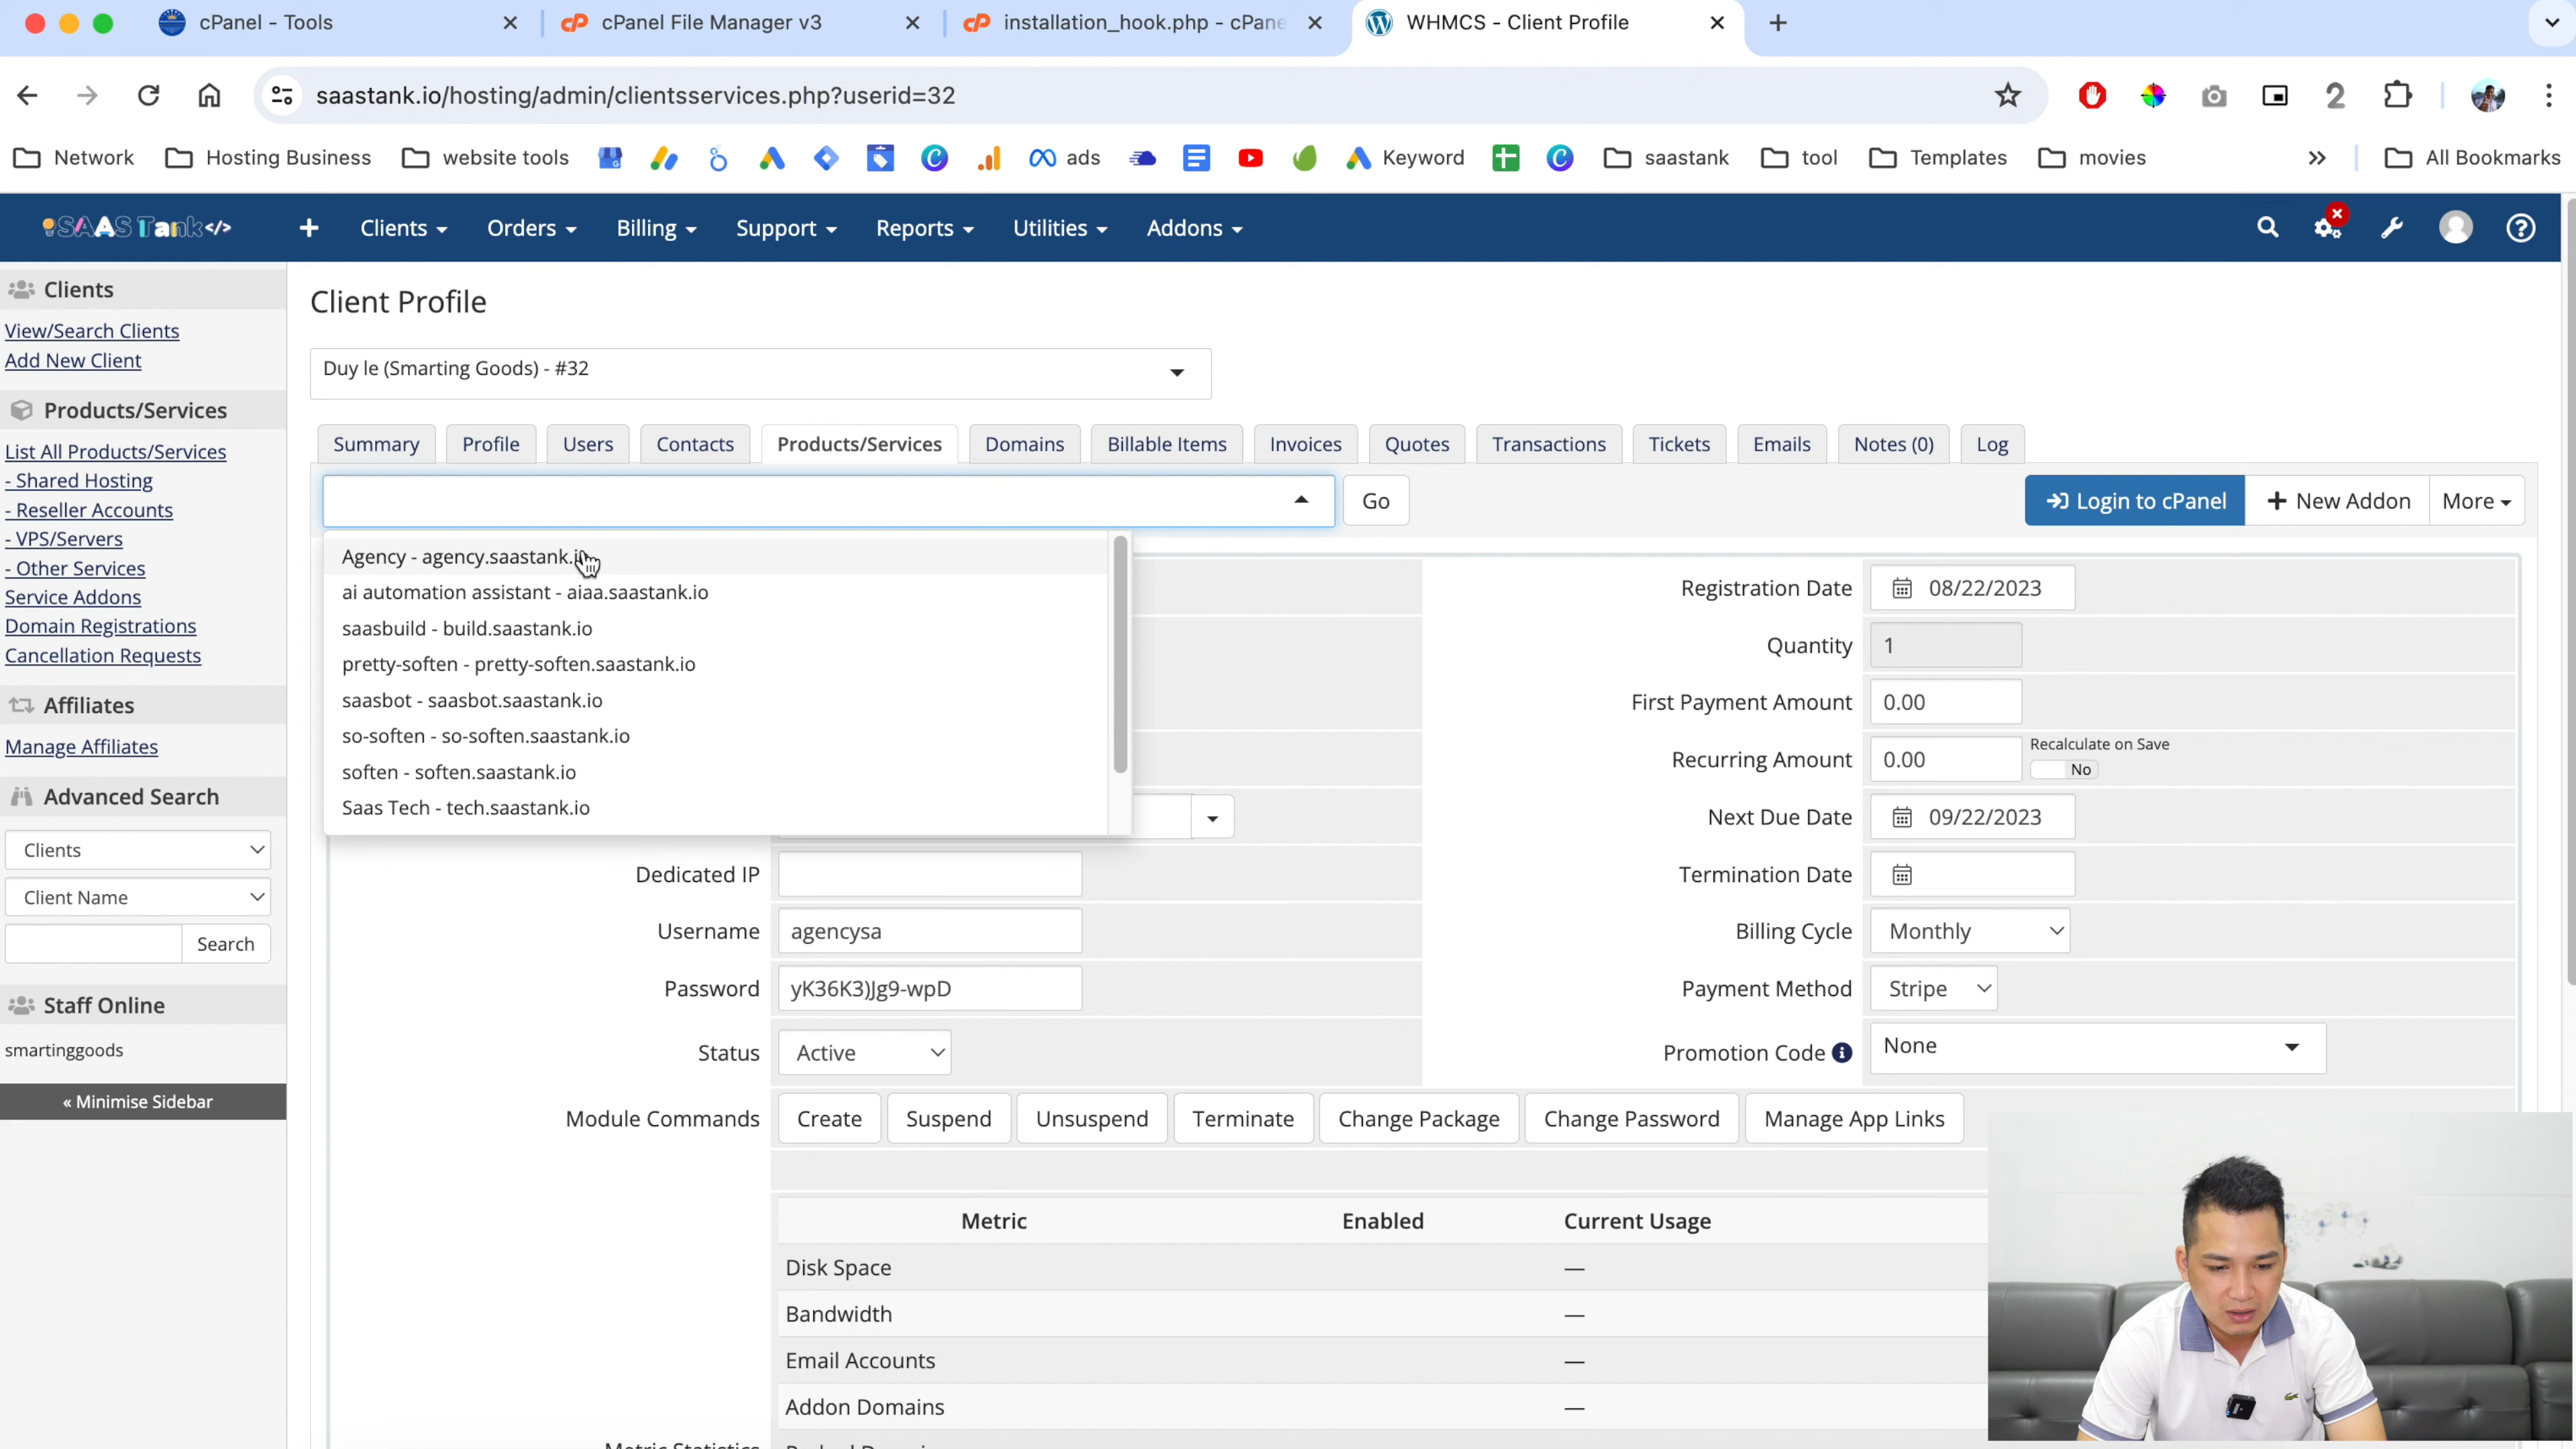 cPanel - Tools
cPanel File Manager v3
installation_hook.php - cPane
WHMCS - Client Profile
saastank.io/hosting/admin/clientsservices.php?userid=32
Network
Hosting Business
website tools
ads
Keyword
saastank
tool
Templates
movies
All Bookmarks
SAASTank</>
Clients
Orders
Billing
Support
Reports
Utilities
Addons
Clients
View/Search Clients
Add New Client
Products/Services
List All Products/Services
- Shared Hosting
- Reseller Accounts
- VPS/Servers
- Other Services
Service Addons
Domain Registrations
Cancellation Requests
Affiliates
Manage Affiliates
Advanced Search
Clients
Client Name
Search
Staff Online
smartinggoods
« Minimise Sidebar
Client Profile
Duy le (Smarting Goods) - #32
Summary
Profile
Users
Contacts
Products/Services
Domains
Billable Items
Invoices
Quotes
Transactions
Tickets
Emails
Notes (0)
Log
Go
Login to cPanel
New Addon
More
Agency - agency.saastank.io
ai automation assistant - aiaa.saastank.io
saasbuild - build.saastank.io
pretty-soften - pretty-soften.saastank.io
saasbot - saasbot.saastank.io
so-soften - so-soften.saastank.io
soften - soften.saastank.io
Saas Tech - tech.saastank.io
Registration Date 08/22/2023
Quantity 1
First Payment Amount 0.00
Recurring Amount 0.00 Recalculate on Save
No
Next Due Date 09/22/2023
Dedicated IP
Termination Date
Username agencysa
Billing Cycle Monthly
Password yK36K3)Jg9-wpD
Payment Method Stripe
Status Active
Promotion Code None
Module Commands Create Suspend Unsuspend Terminate Change Package Change Password Manage App Links
Metric Enabled Current Usage
Disk Space —
Bandwidth —
Email Accounts —
Addon Domains —